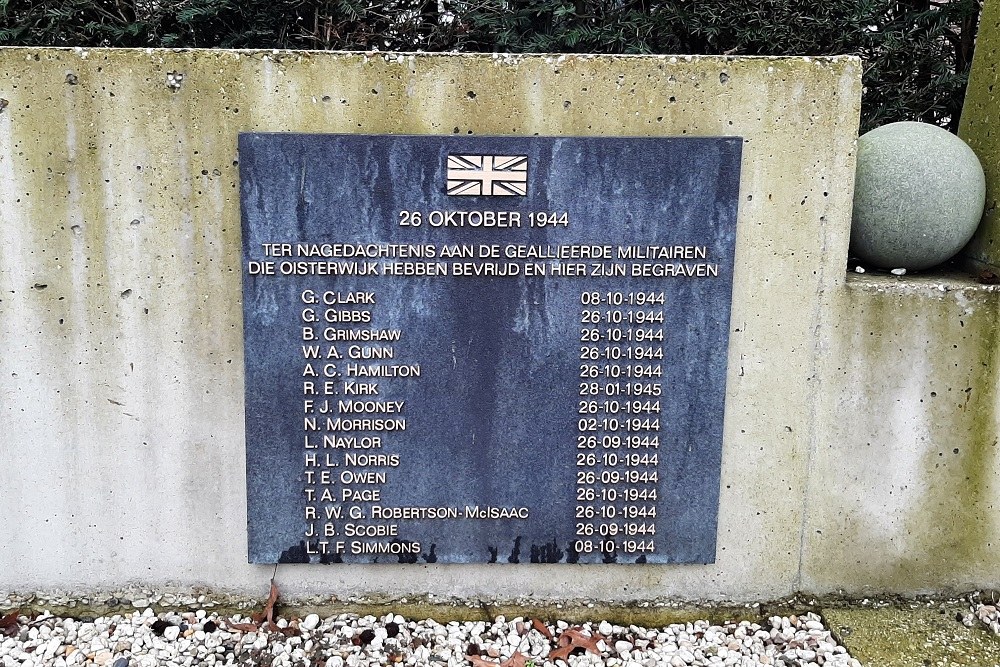 26 OKTOBER 1944
TER NAGEDACHTENIS AAN DE GEALLIEERDE MILITAIREN
DIE OISTERWIJK HEBBEN BEVRIJD EN HIER ZIJN BEGRAVEN
G. CLARK 08-10-1944
G. GIBBS 26-10-1944
B. GRIMSHAW 26-10-1944
W. A. GUNN 26-10-1944
A. C. HAMILTON 26-10-1944
R. E. KIRK 28-01-1945
F. J. MOONEY 26-10-1944
N. MORRISON 02-10-1944
L. NAYLOR 26-09-1944
H. L. NORRIS 26-10-1944
T. E. OWEN 26-09-1944
T. A. PAGE 26-10-1944
R. W. G. ROBERTSON-MCISAAC 26-10-1944
J. B. SCOBIE 26-09-1944
L.T. F. SIMMONS 08-10-1944